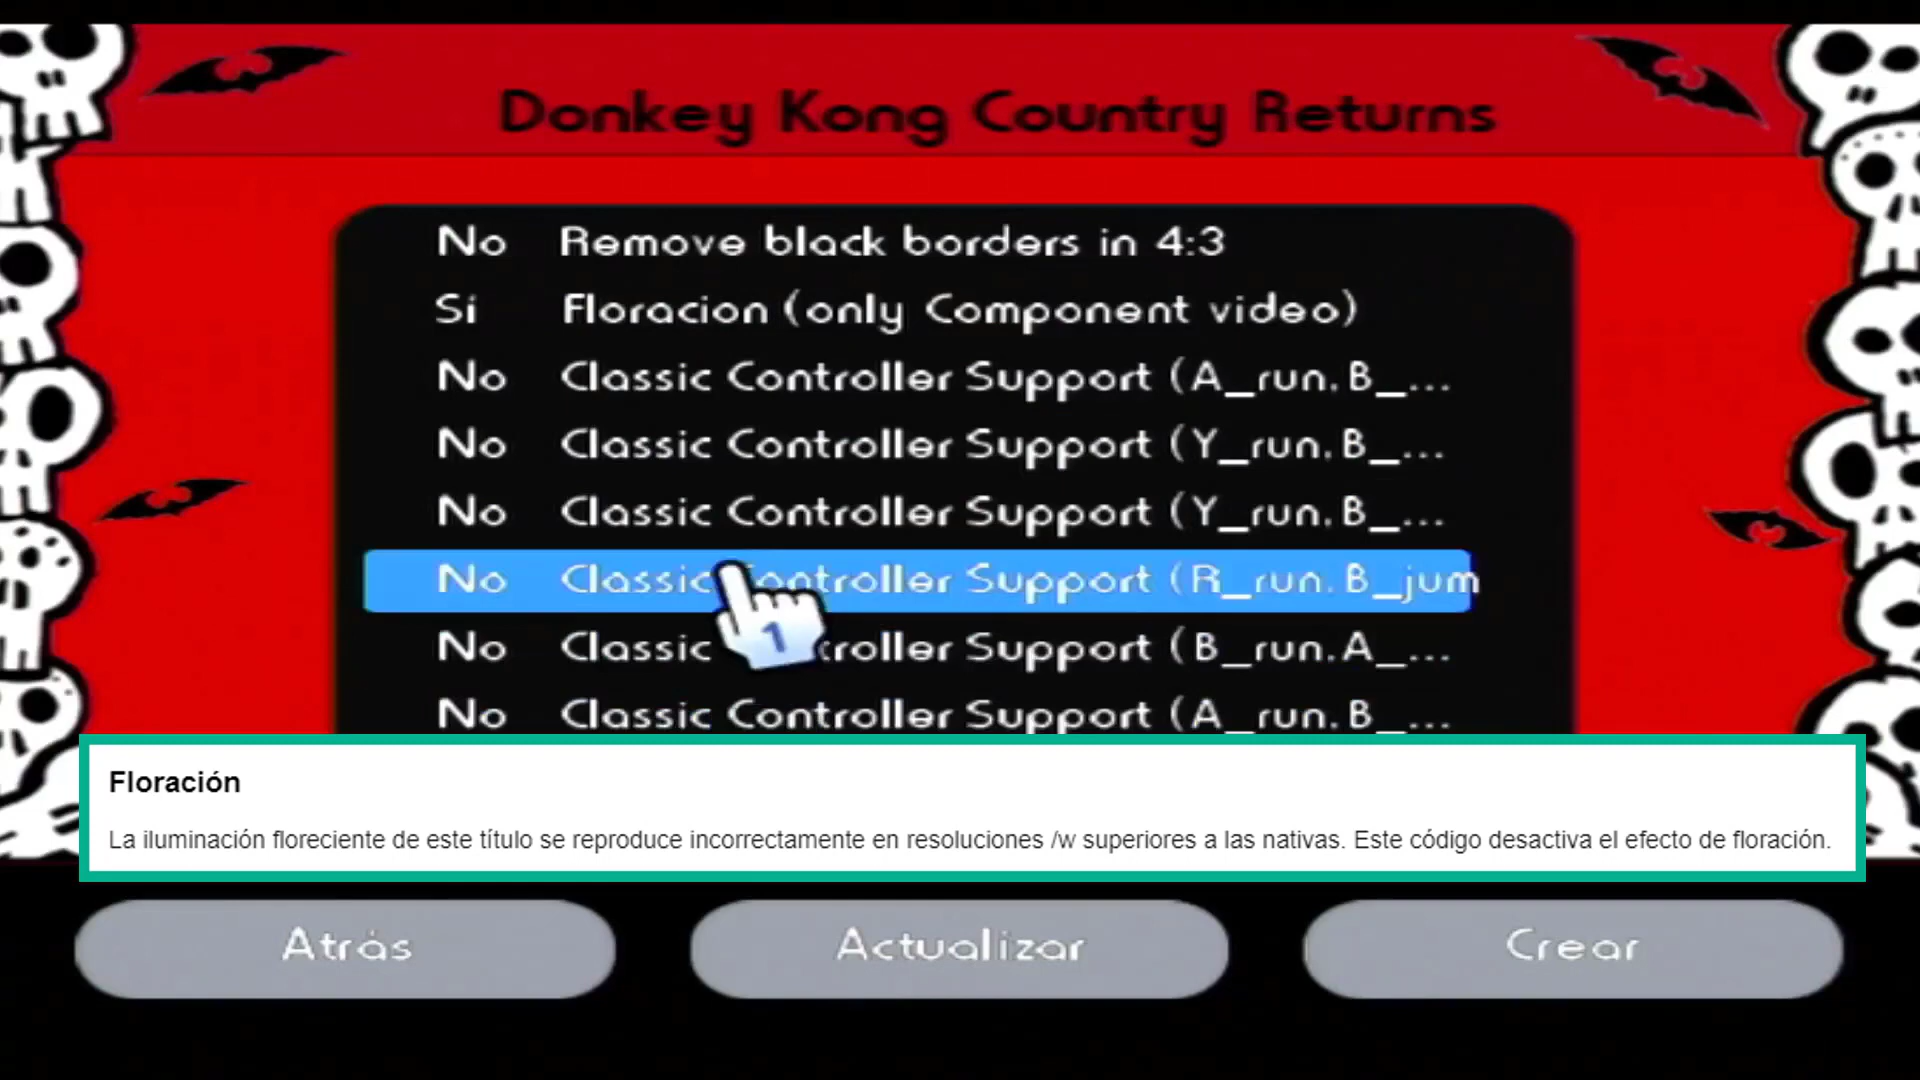 Donkey Kong Country Returns
No Remove black borders in 4:3
Sí Floracion (only Component video)
No Classic Controller Support (A_run. B_...
No Classic Controller Support (Y_run. B_...
No Classic Controller Support (Y_run. B_...
No Classic Controller Support (R_run. B_jum
1
No Classic Controller Support (B_run. A_...
No Classic Controller Support (A_run. B_...
Floración
La iluminación floreciente de este título se reproduce incorrectamente en resoluciones /w superiores a las nativas. Este código desactiva el efecto de floración.
Atrás
Actualizar
Crear